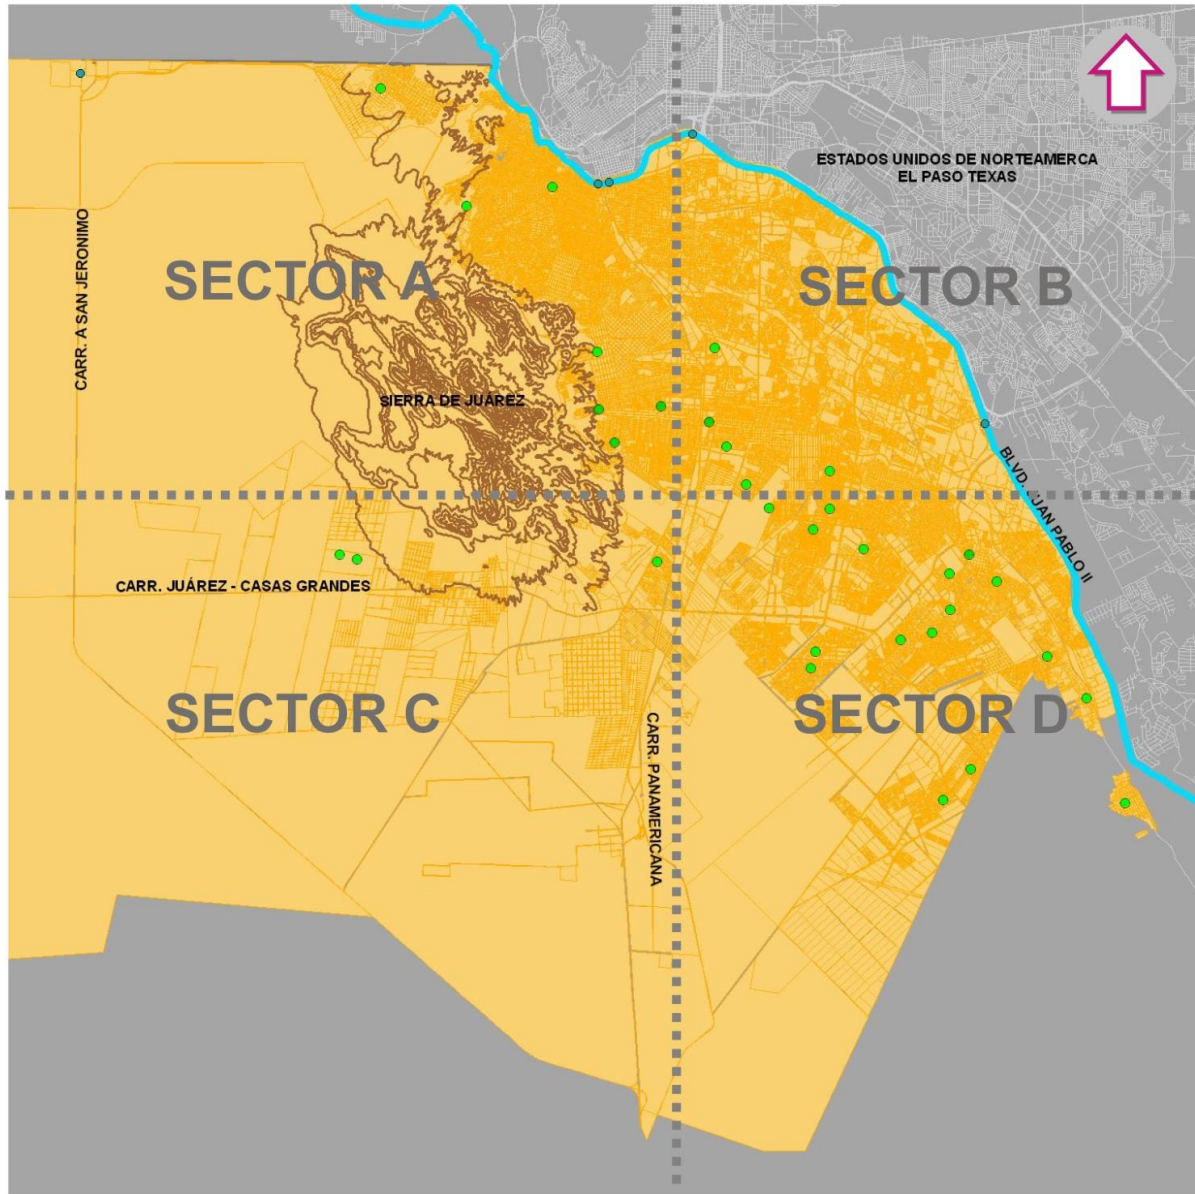 ESTADOS UNIDOS DE NORTEAMERCA
EL PASO TEXAS
CARR. A SAN JERONIMO
SECTOR A
SECTOR B
SIERRA DE JUÁREZ
BLVD. JUAN PABLO II
CARR. JUÁREZ - CASAS GRANDES
SECTOR C
SECTOR D
CARR. PANAMERICANA